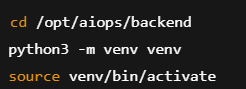 cd /opt/aiops/backend
python3 -m venv venv
source venv/bin/activate